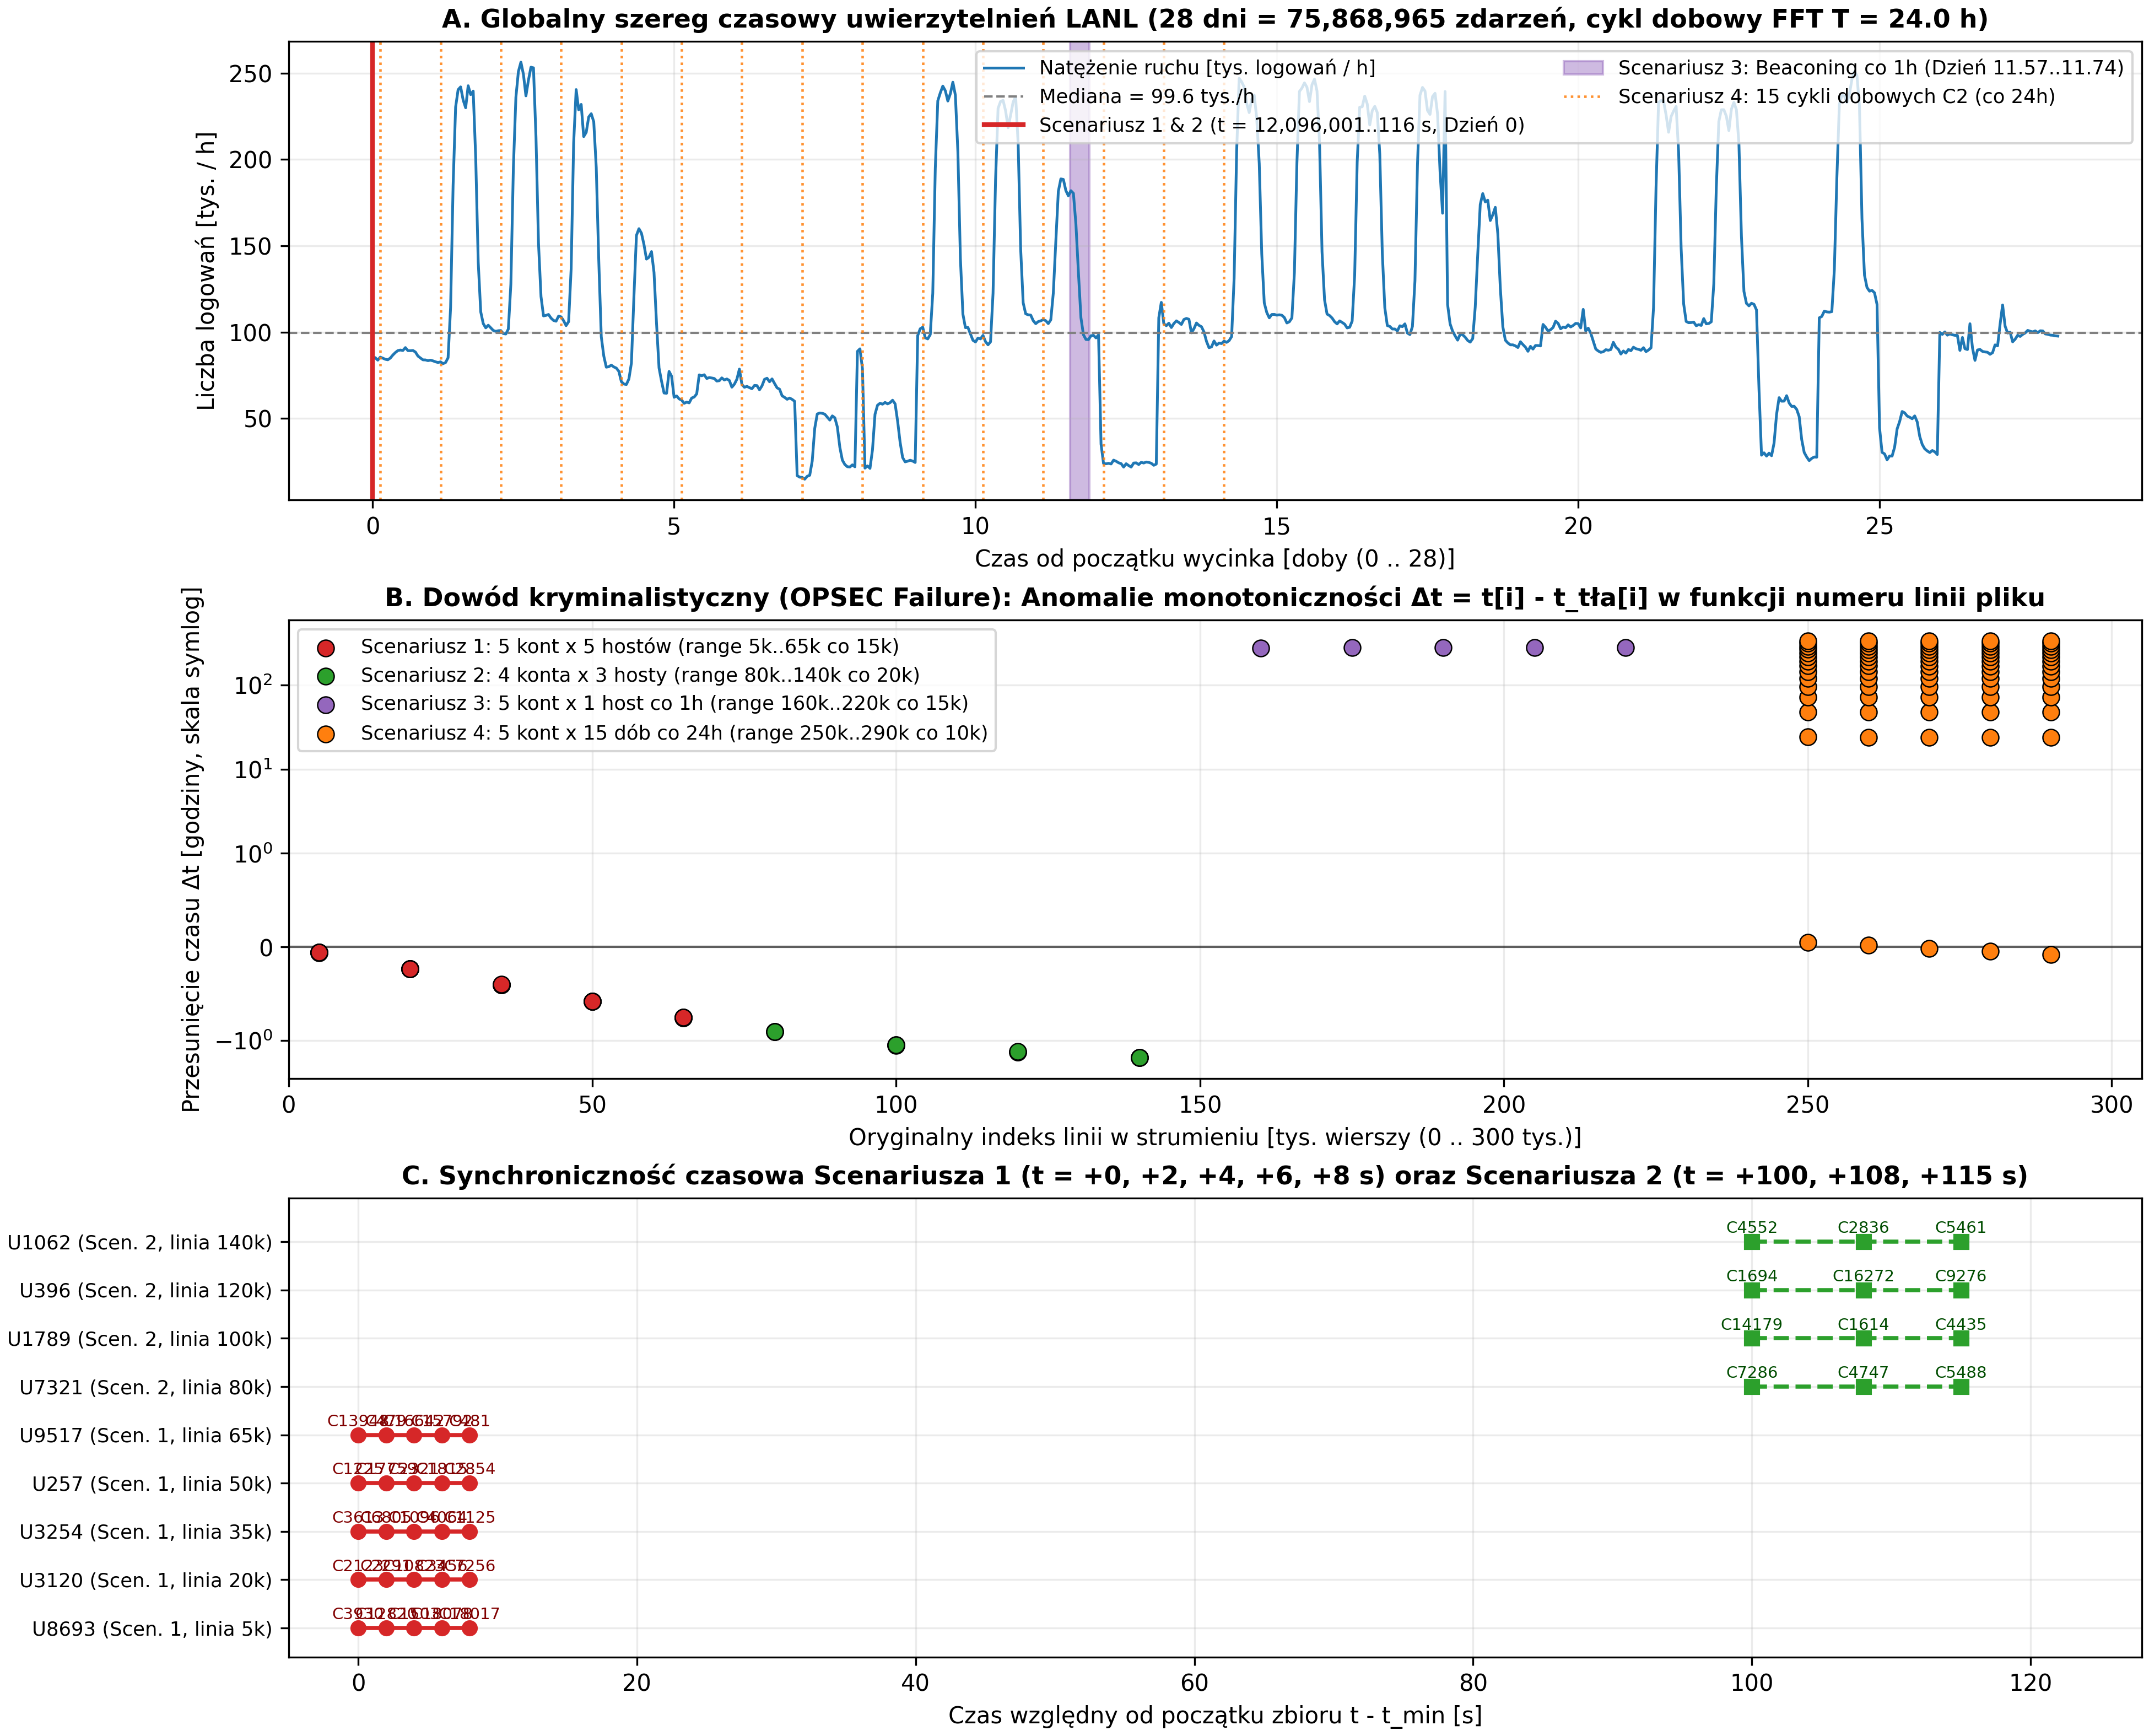 A. Globalny szereg czasowy uwierzytelnień LANL (28 dni = 75,868,965 zdarzeń, cykl dobowy FFT T = 24.0 h)
Liczba logowań [tys. / h]
250
200
150
100
50
Natężenie ruchu [tys. logowań / h]
Mediana = 99.6 tys./h
Scenariusz 1 & 2 (t = 12,096,001..116 s, Dzień 0)
Scenariusz 3: Beaconing co 1h (Dzień 11.57..11.74)
Scenariusz 4: 15 cykli dobowych C2 (co 24h)
0 5 10 15 20 25
Czas od początku wycinka [doby (0 .. 28)]
B. Dowód kryminalistyczny (OPSEC Failure): Anomalie monotoniczności Δt = t[i] - t_tła[i] w funkcji numeru linii pliku
Przesunięcie czasu Δt [godziny, skala symlog]
10²
10¹
10⁰
0
−10⁰
Scenariusz 1: 5 kont x 5 hostów (range 5k..65k co 15k)
Scenariusz 2: 4 konta x 3 hosty (range 80k..140k co 20k)
Scenariusz 3: 5 kont x 1 host co 1h (range 160k..220k co 15k)
Scenariusz 4: 5 kont x 15 dób co 24h (range 250k..290k co 10k)
0 50 100 150 200 250 300
Oryginalny indeks linii w strumieniu [tys. wierszy (0 .. 300 tys.)]
C. Synchroniczność czasowa Scenariusza 1 (t = +0, +2, +4, +6, +8 s) oraz Scenariusza 2 (t = +100, +108, +115 s)
C4552 C2836 C5461
U1062 (Scen. 2, linia 140k)
C1694 C16272 C9276
U396 (Scen. 2, linia 120k)
C14179 C1614 C4435
U1789 (Scen. 2, linia 100k)
C7286 C4747 C5488
U7321 (Scen. 2, linia 80k)
U9517 (Scen. 1, linia 65k)
U257 (Scen. 1, linia 50k)
U3254 (Scen. 1, linia 35k)
U3120 (Scen. 1, linia 20k)
U8693 (Scen. 1, linia 5k)
0 20 40 60 80 100 120
Czas względny od początku zbioru t - t_min [s]